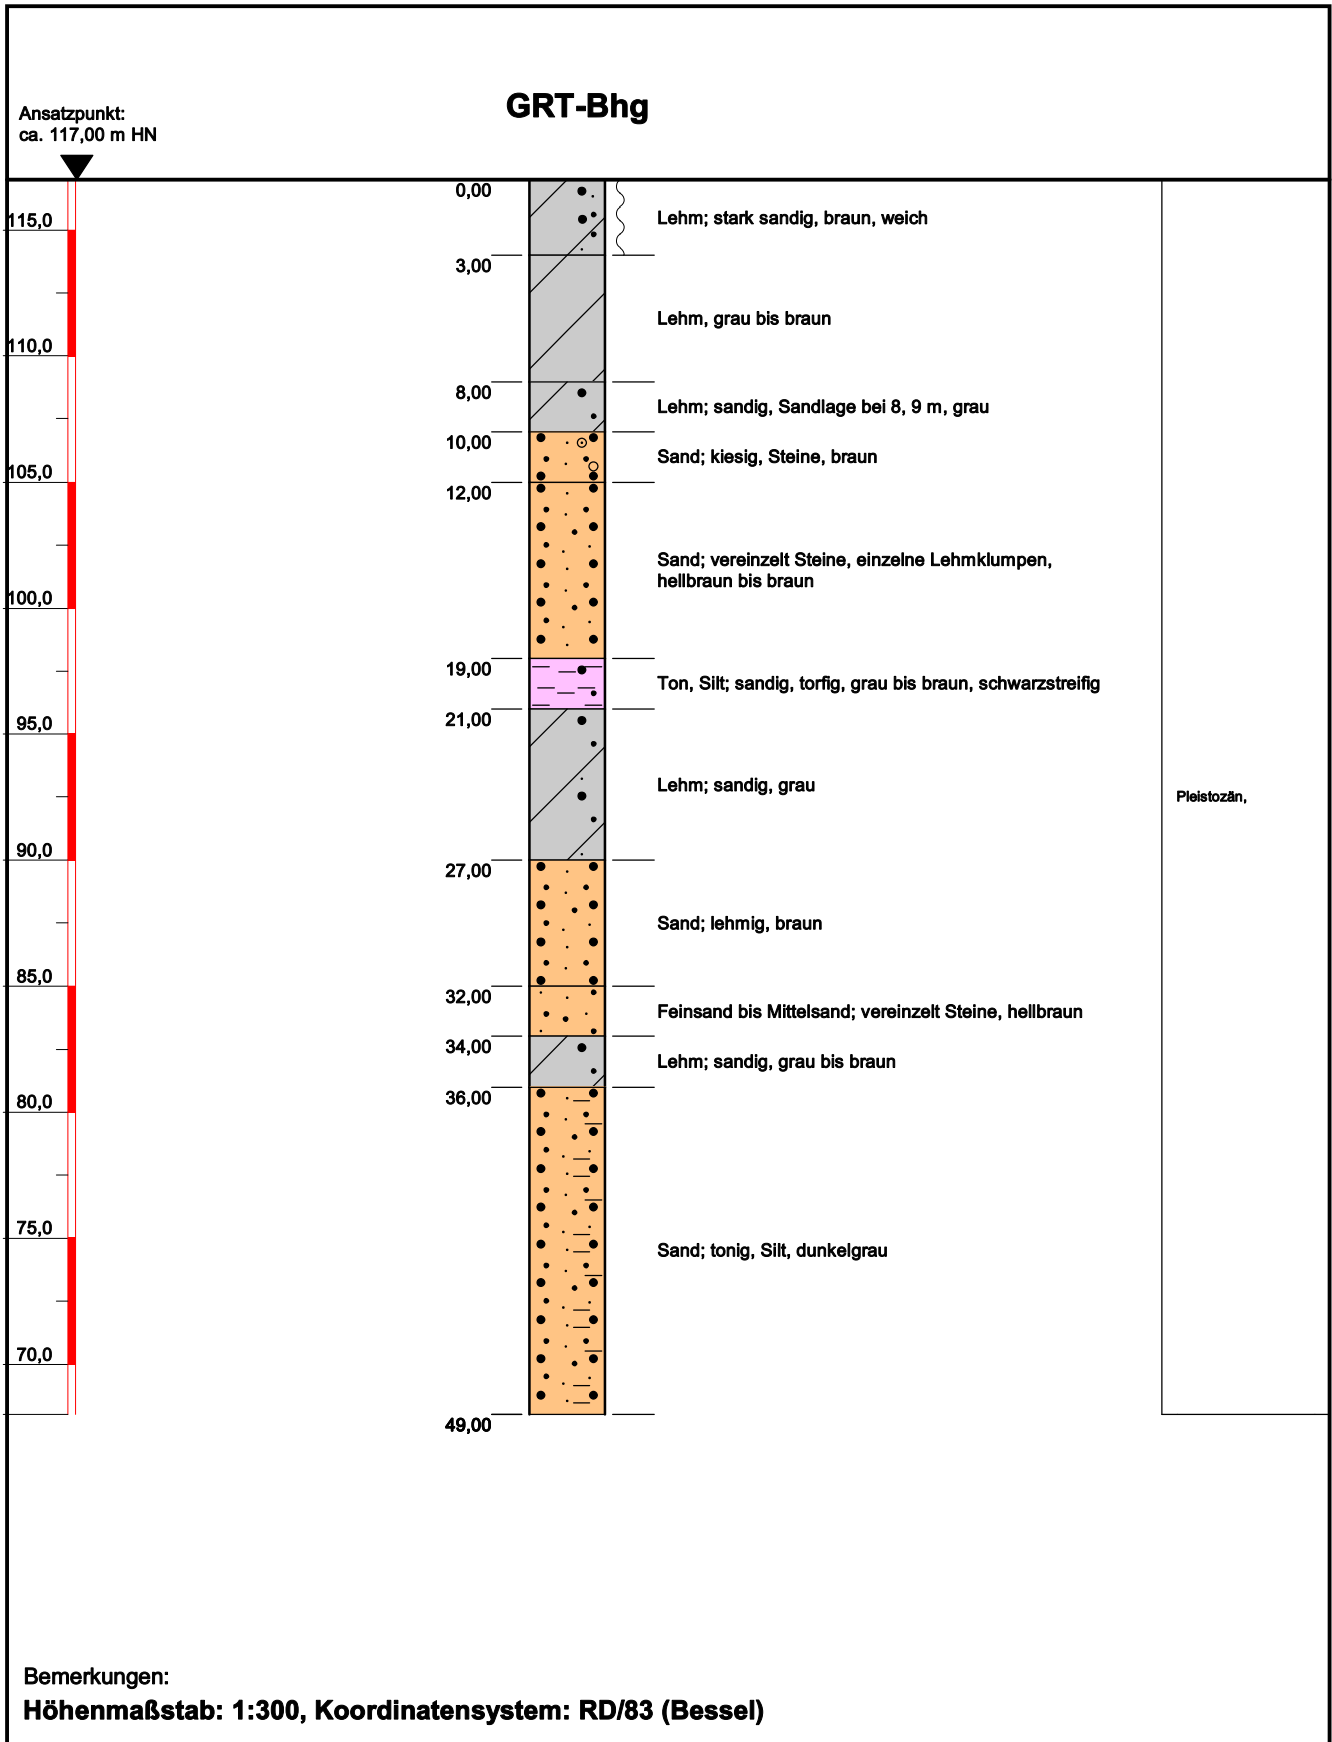 GRT-Bhg
Ansatzpunkt:
ca. 117,00 m HN
0,00
Lehm; stark sandig, braun, weich
115,0
3,00
Lehm, grau bis braun
110,0
8,00
Lehm; sandig, Sandlage bei 8, 9 m, grau
10,00
Sand; kiesig, Steine, braun
105,0
12,00
Sand; vereinzelt Steine, einzelne Lehmklumpen,
hellbraun bis braun
100,0
19,00
Ton, Silt; sandig, torfig, grau bis braun, schwarzstreifig
21,00
95,0
Lehm; sandig, grau
Pleistozän,
90,0
27,00
Sand; lehmig, braun
85,0
32,00
Feinsand bis Mittelsand; vereinzelt Steine, hellbraun
34,00
Lehm; sandig, grau bis braun
36,00
80,0
75,0
Sand; tonig, Silt, dunkelgrau
70,0
49,00
Bemerkungen:
Höhenmaßstab: 1:300, Koordinatensystem: RD/83 (Bessel)